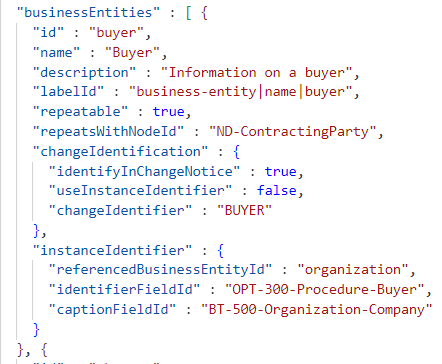 "businessEntities" : [ {
"id" : "buyer",
"name" : "Buyer",
"description" : "Information on a buyer",
"labelId" : "business-entity|name|buyer",
"repeatable" : true,
"repeatsWithNodeId" : "ND-ContractingParty",
"changeIdentification" : {
"identifyInChangeNotice" : true,
"useInstanceIdentifier" : false,
"changeIdentifier" : "BUYER"
},
"instanceIdentifier" : {
"referencedBusinessEntityId" : "organization",
"identifierFieldId" : "OPT-300-Procedure-Buyer",
"captionFieldId" : "BT-500-Organization-Company"
}
}, {